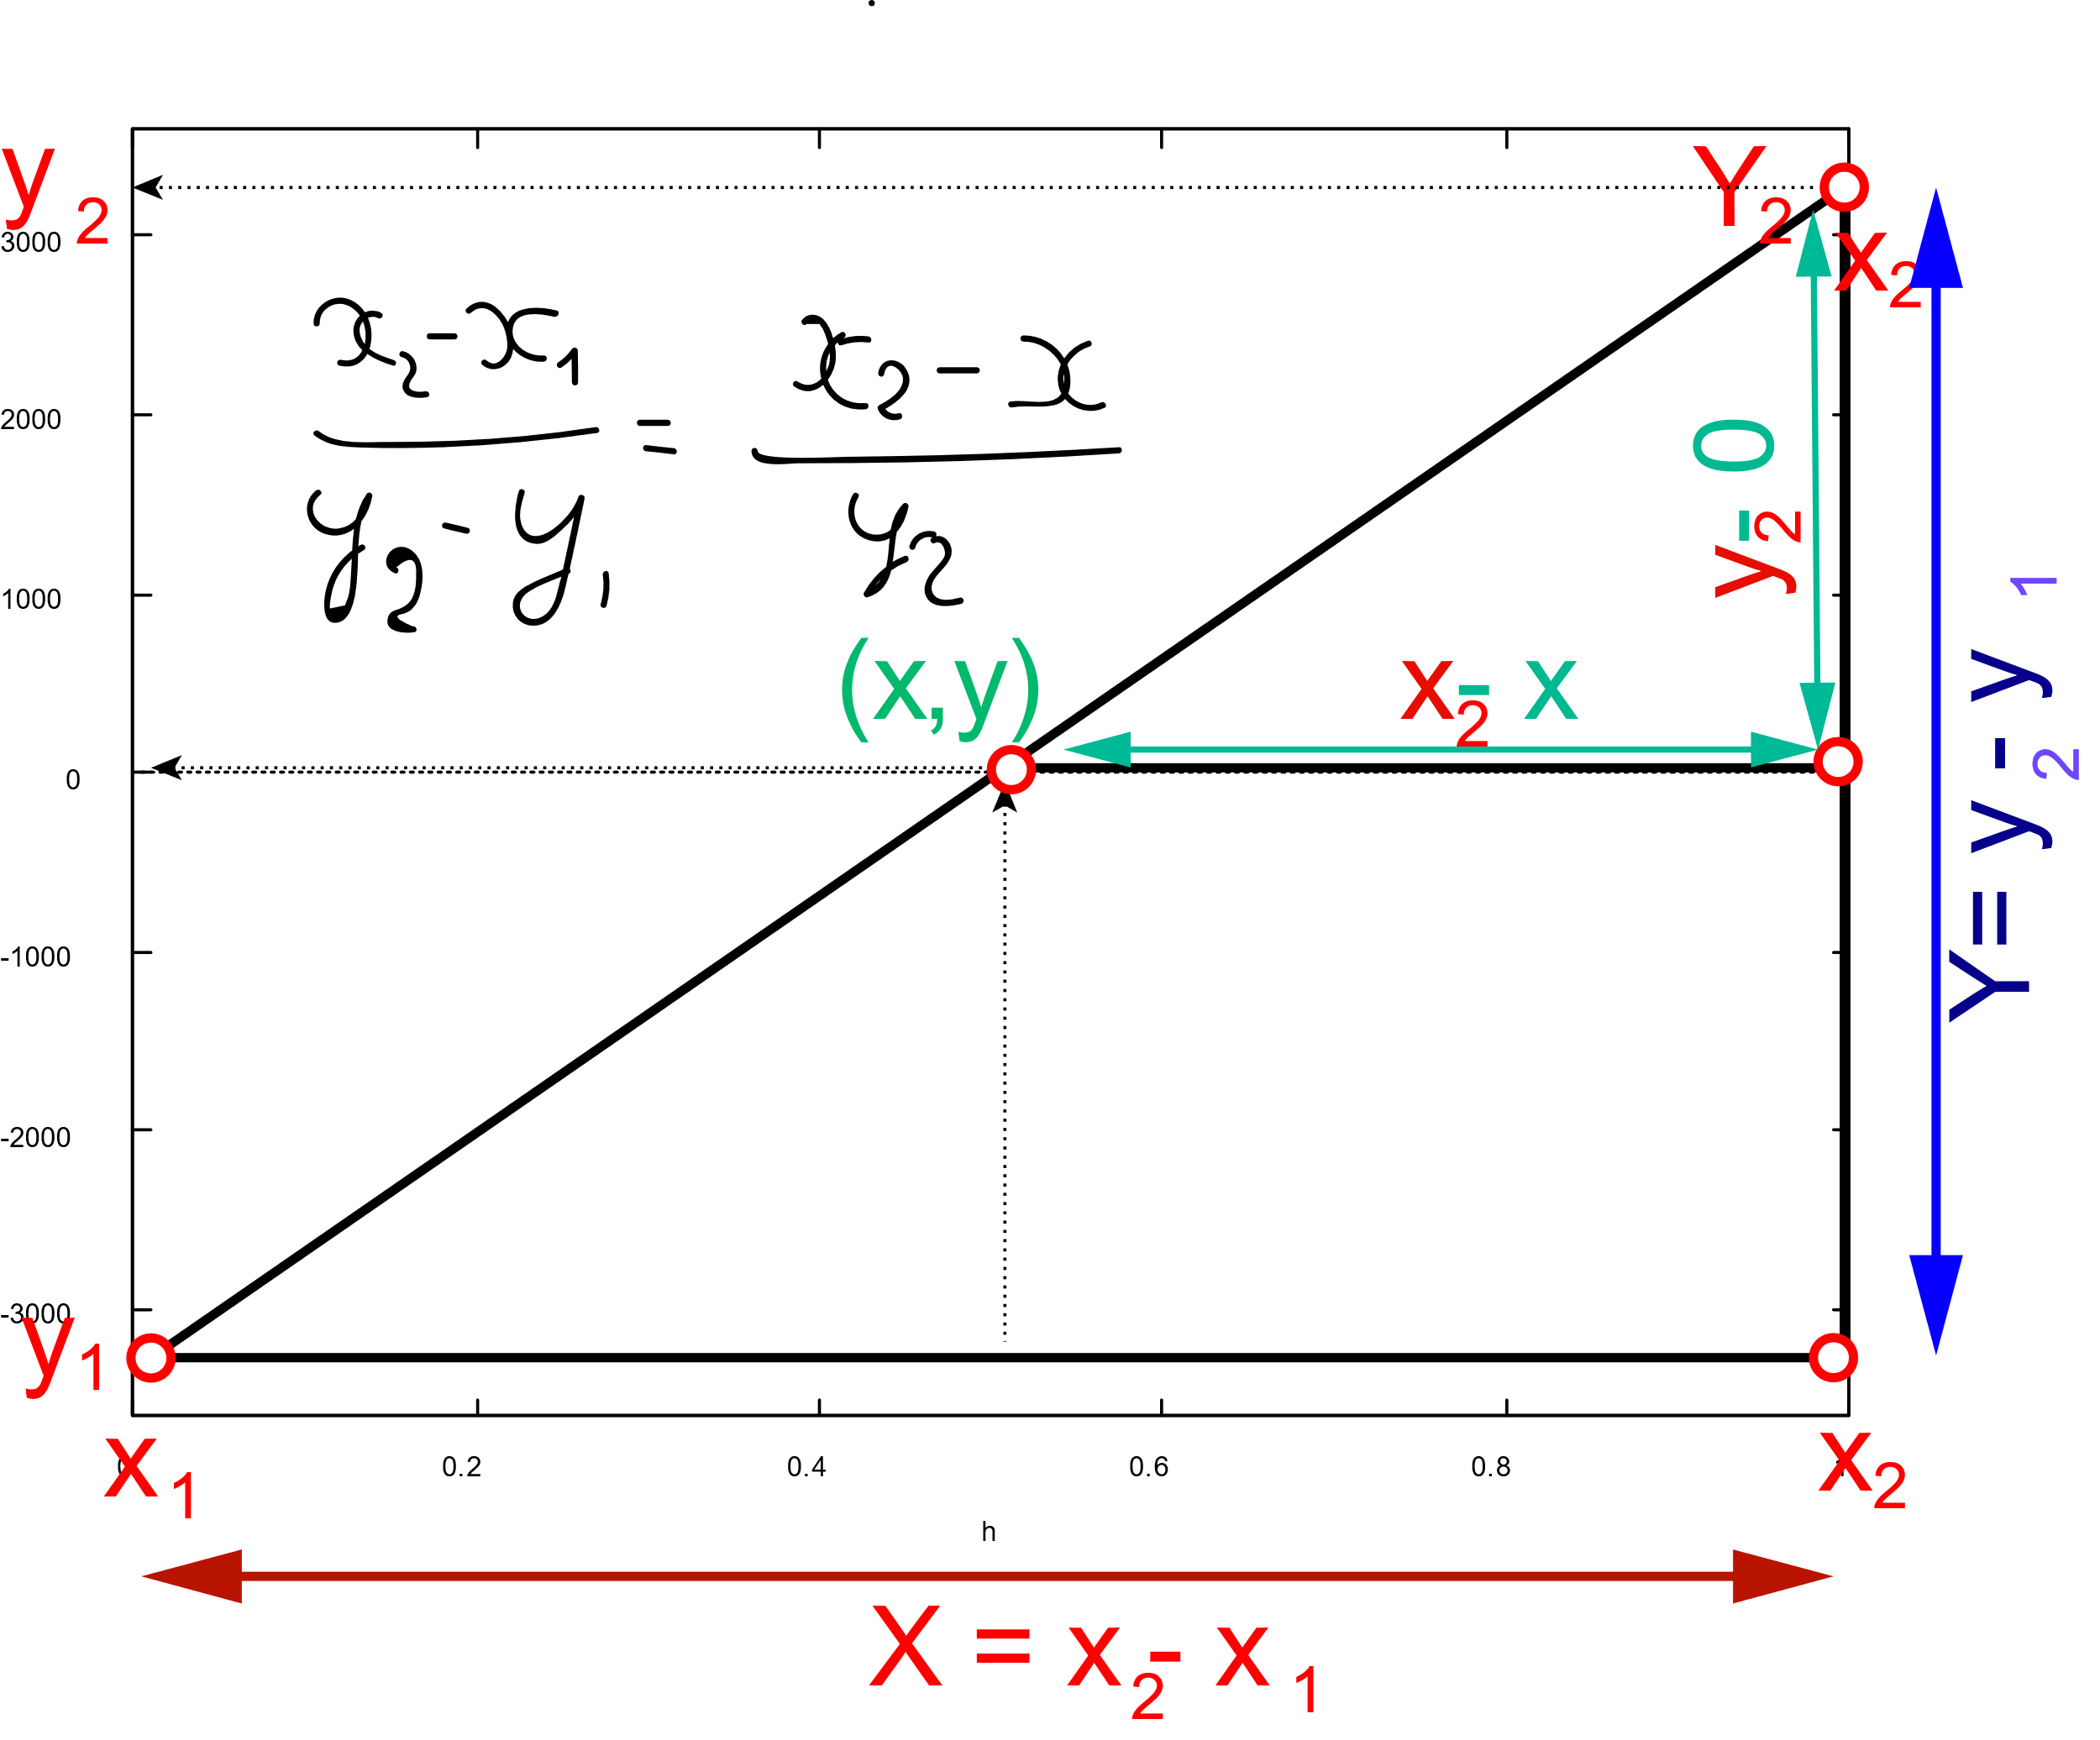 y2
Y2
x2
3000
x2-x1 = x2-x
y2-y1 y2
2000
y2-0
1000
(x,y)
x2- x
0
Y= y2- y1
-1000
-2000
-3000
y1
x1 0.2 0.4 0.6 0.8 x2
h
X = x2- x1